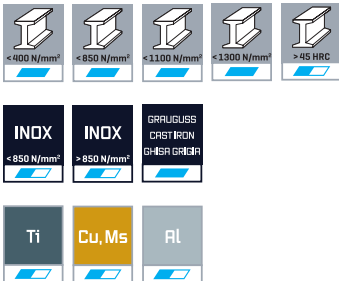 <400 N/mm² <850 N/mm² <1100 N/mm² <1300 N/mm² >45 HRC
INOX INOX GRAUGUSS
CAST IRON
GHISA GRIGIA
<850 N/mm² >850 N/mm²
Ti Cu, Ms Al